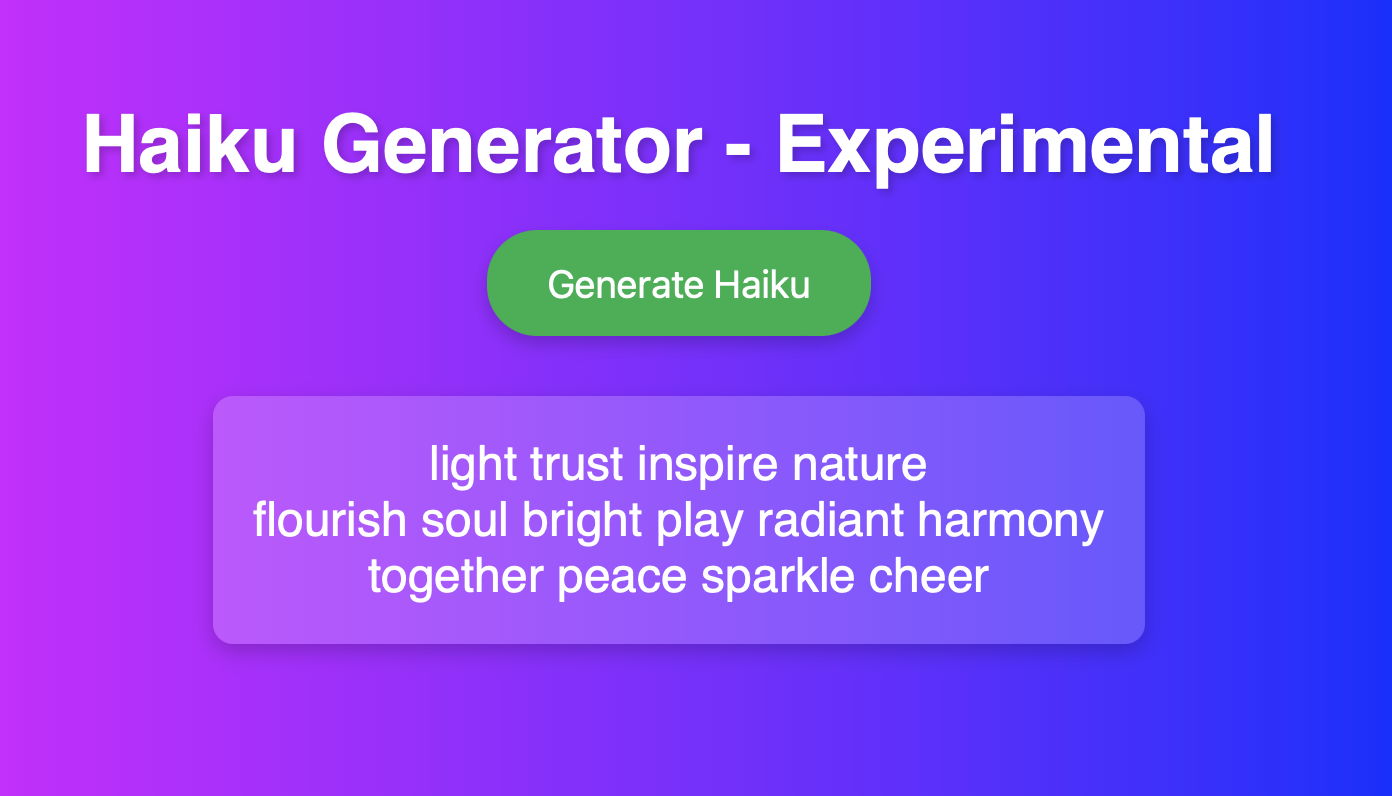 Haiku Generator - Experimental
Generate Haiku
light trust inspire nature
flourish soul bright play radiant harmony
together peace sparkle cheer